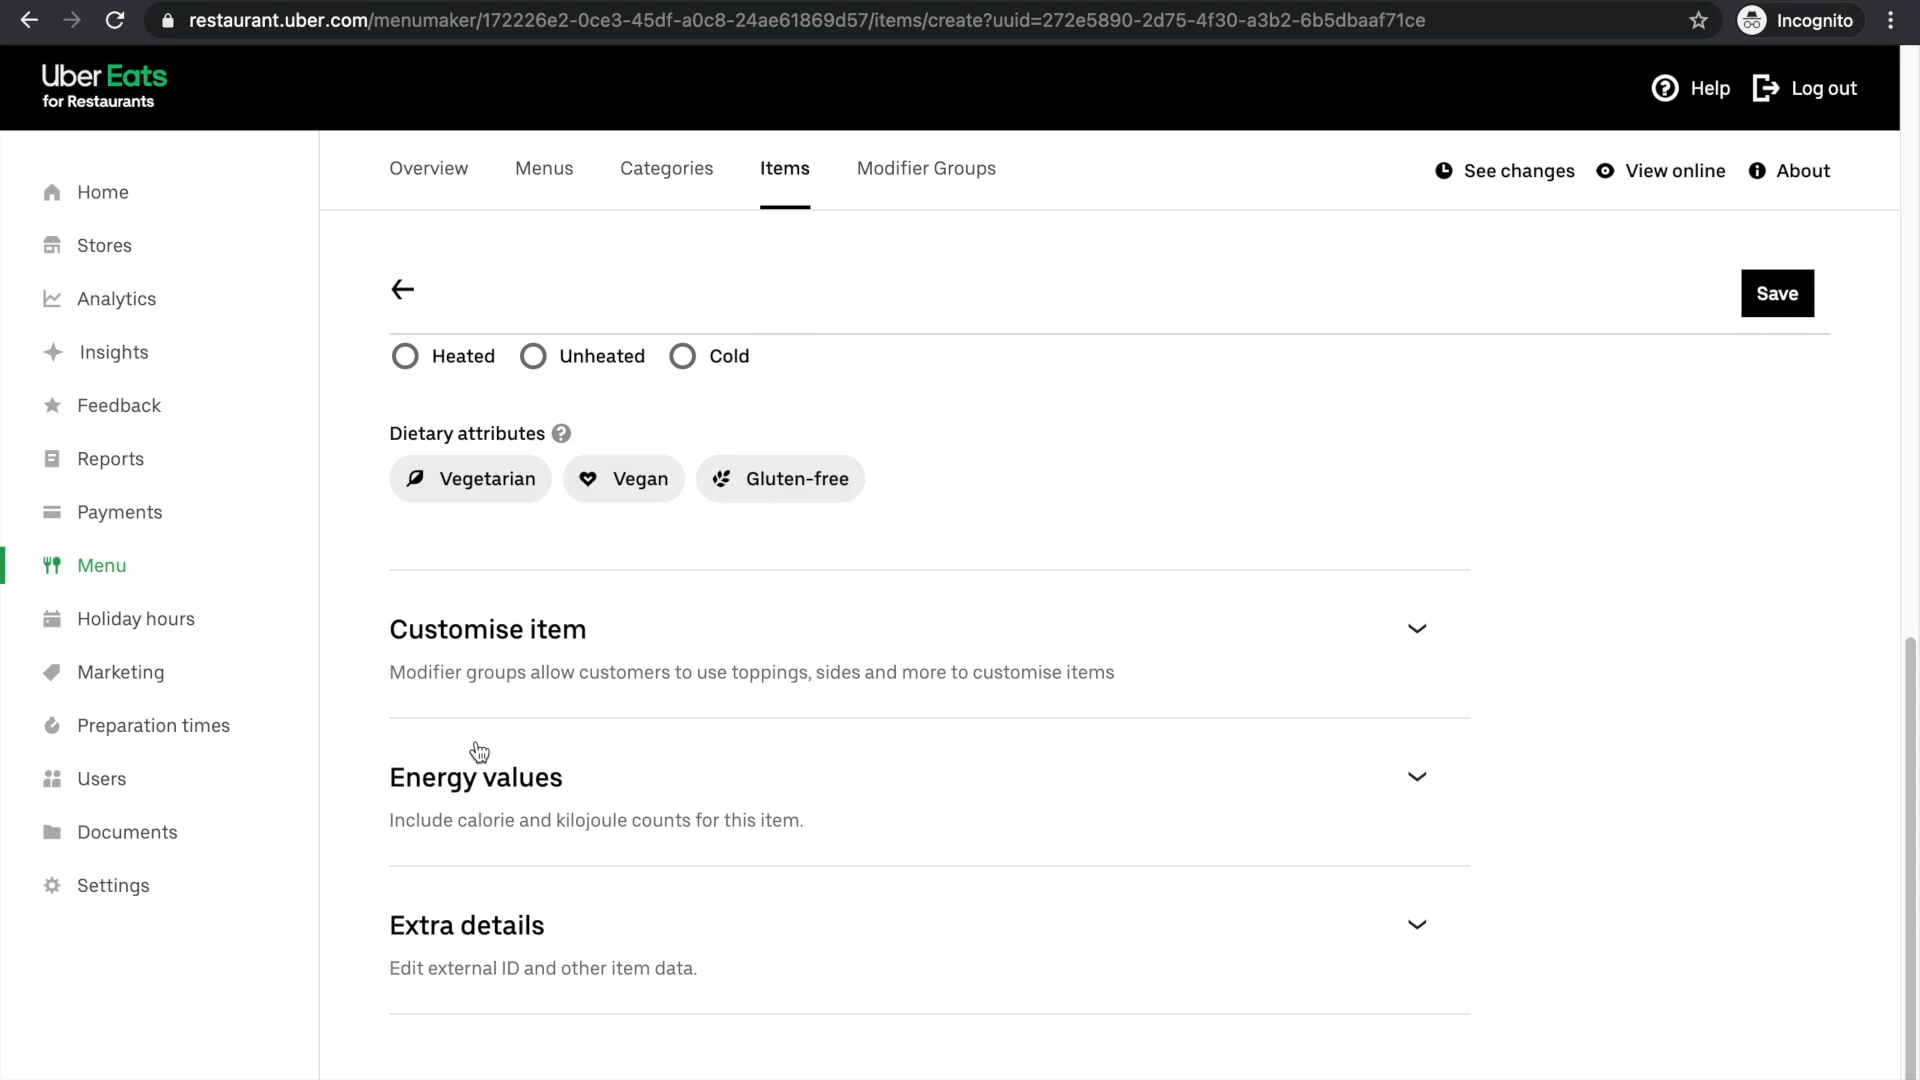 restaurant.uber.com/menumaker/172226e2-0ce3-45df-a0c8-24ae61869d57/items/create?uuid=272e5890-2d75-4f30-a3b2-6b5dbaaf71ce
Incognito
Uber Eats
for Restaurants
Help
Log out
Home
Stores
Analytics
Insights
Feedback
Reports
Payments
Menu
Holiday hours
Marketing
Preparation times
Users
Documents
Settings
Overview Menus Categories Items Modifier Groups
See changes View online About
Save
Heated Unheated Cold
Dietary attributes ?
Vegetarian Vegan Gluten-free
Customise item
Modifier groups allow customers to use toppings, sides and more to customise items
Energy values
Include calorie and kilojoule counts for this item.
Extra details
Edit external ID and other item data.